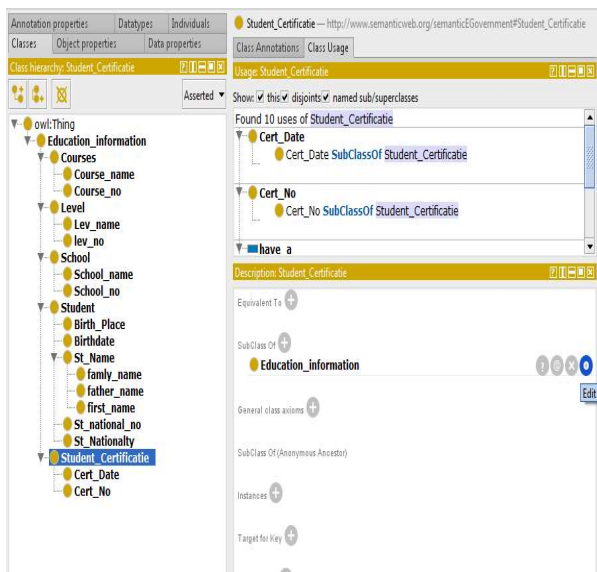 Annotation properties Datatypes Individuals
Classes Object properties Data properties
Class hierarchy: Student_Certificatie
Asserted
owl:Thing
Education_information
Courses
Course_name
Course_no
Level
Lev_name
lev_no
School
School_name
School_no
Student
Birth_Place
Birthdate
St_Name
famly_name
father_name
first_name
St_national_no
St_Nationalty
Student_Certificatie
Cert_Date
Cert_No
Student_Certificatie — http://www.semanticweb.org/semanticEGovernment#Student_Certificatie
Class Annotations Class Usage
Usage: Student_Certificatie
Show: this disjoints named sub/superclasses
Found 10 uses of Student_Certificatie
Cert_Date
Cert_Date SubClassOf Student_Certificatie
Cert_No
Cert_No SubClassOf Student_Certificatie
have_a
Description: Student_Certificatie
Equivalent To
SubClass Of
Education_information
Edit
General class axioms
SubClass Of (Anonymous Ancestor)
Instances
Target for Key